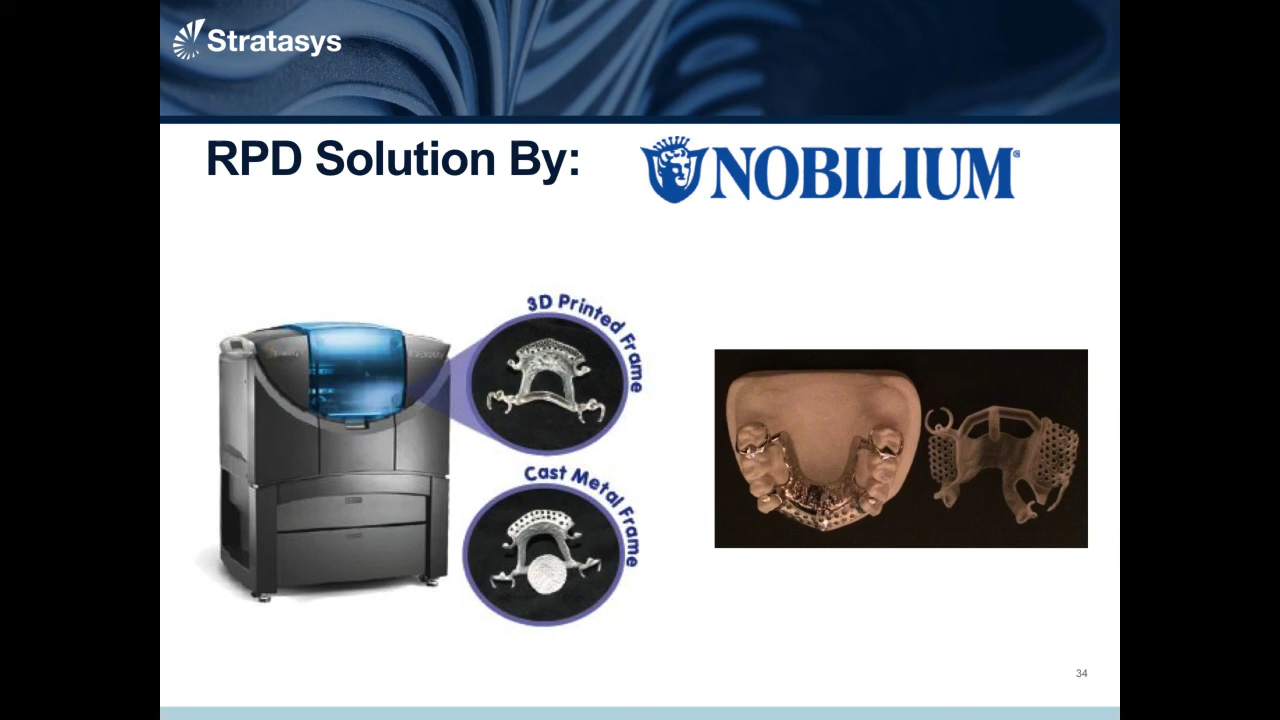 Stratasys
RPD Solution By:
NOBILIUM
3D Printed Frame
Cast Metal Frame
34